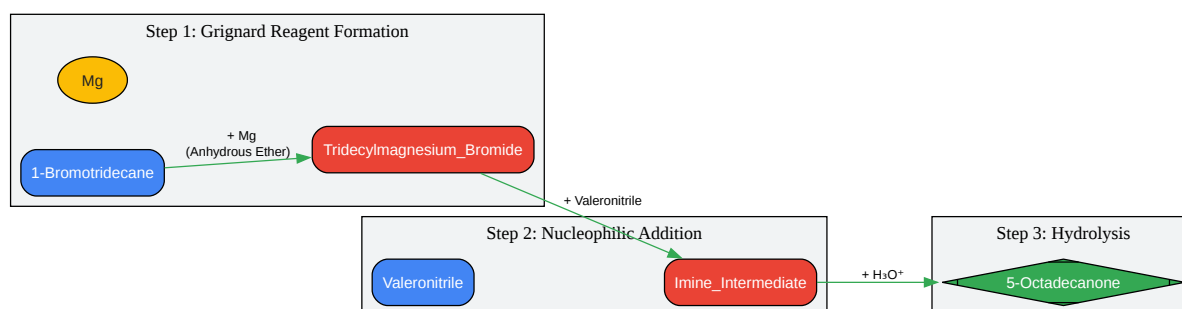 Step 1: Grignard Reagent Formation
Mg
+ Mg
(Anhydrous Ether)
1-Bromotridecane
Tridecylmagnesium_Bromide
+ Valeronitrile
Step 2: Nucleophilic Addition
Valeronitrile
Imine_Intermediate
+ H₃O⁺
Step 3: Hydrolysis
5-Octadecanone